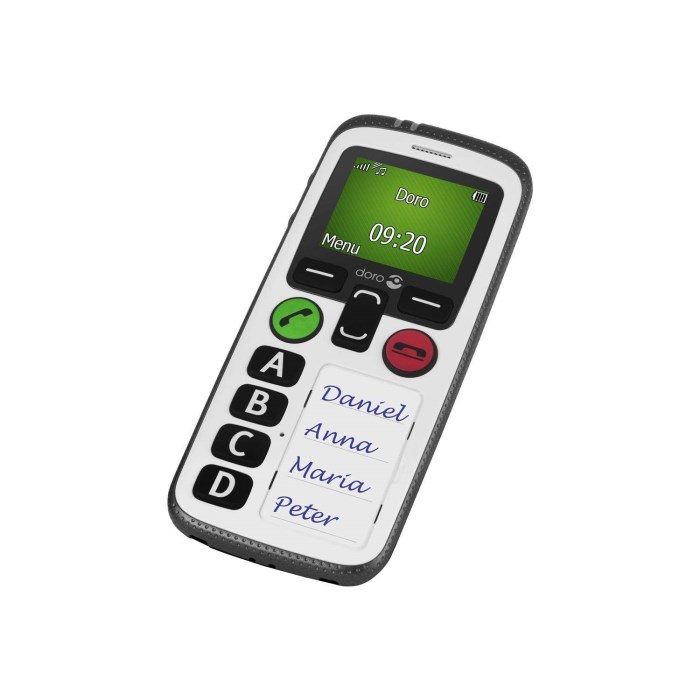 Doro
09:20
Menu
doro
A Daniel
B Anna
C Maria
D Peter